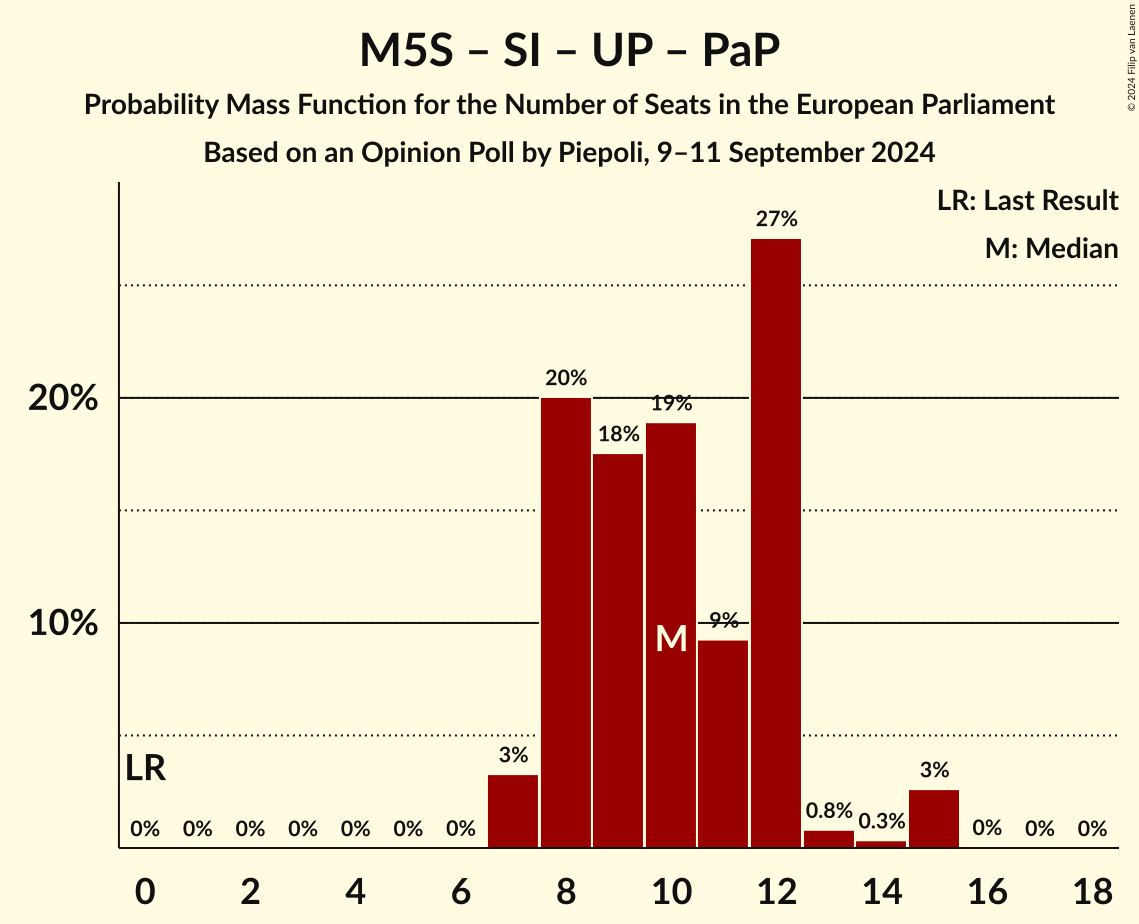 M5S – SI – UP – PaP
Probability Mass Function for the Number of Seats in the European Parliament
Based on an Opinion Poll by Piepoli, 9–11 September 2024
© 2024 Filip van Laenen
LR: Last Result
M: Median
27%
20%
20%
19%
18%
10%
9%
M
LR
3%
3%
0% 0% 0% 0% 0% 0% 0% 0.8% 0.3% 0% 0% 0%
0 2 4 6 8 10 12 14 16 18